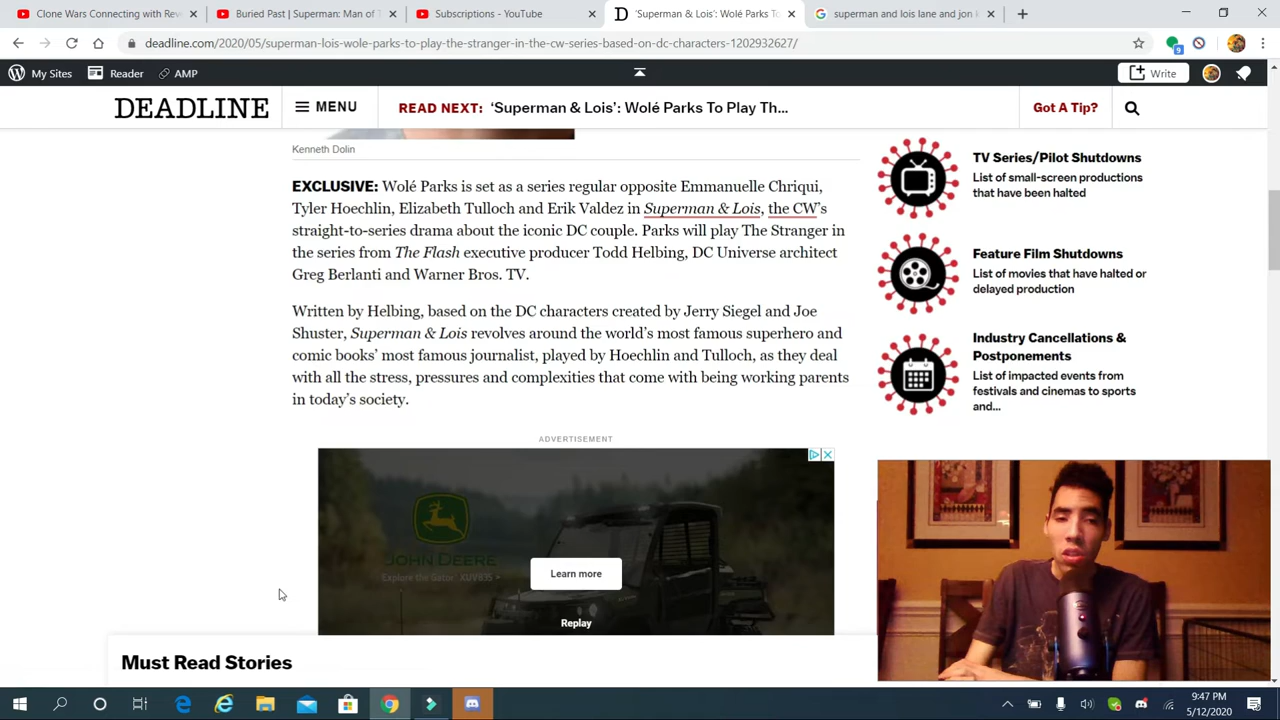 Clone Wars Connecting with Rev
Buried Past | Superman: Man of T
Subscriptions - YouTube
'Superman & Lois': Wolé Parks To
superman and lois lane and jon k
deadline.com/2020/05/superman-lois-wole-parks-to-play-the-stranger-in-the-cw-series-based-on-dc-characters-1202932627/
9
My Sites
Reader
AMP
Write
DEADLINE
MENU
READ NEXT: 'Superman & Lois': Wolé Parks To Play Th...
Got A Tip?
Kenneth Dolin
EXCLUSIVE: Wolé Parks is set as a series regular opposite Emmanuelle Chriqui,
Tyler Hoechlin, Elizabeth Tulloch and Erik Valdez in Superman & Lois, the CW's
straight-to-series drama about the iconic DC couple. Parks will play The Stranger in
the series from The Flash executive producer Todd Helbing, DC Universe architect
Greg Berlanti and Warner Bros. TV.
Written by Helbing, based on the DC characters created by Jerry Siegel and Joe
Shuster, Superman & Lois revolves around the world's most famous superhero and
comic books' most famous journalist, played by Hoechlin and Tulloch, as they deal
with all the stress, pressures and complexities that come with being working parents
in today's society.
ADVERTISEMENT
JOHN DEERE
Explore the Gator XUV835 >
Learn more
Replay
Must Read Stories
TV Series/Pilot Shutdowns
List of small-screen productions
that have been halted
Feature Film Shutdowns
List of movies that have halted or
delayed production
Industry Cancellations &
Postponements
List of impacted events from
festivals and cinemas to sports
and...
9:47 PM
5/12/2020